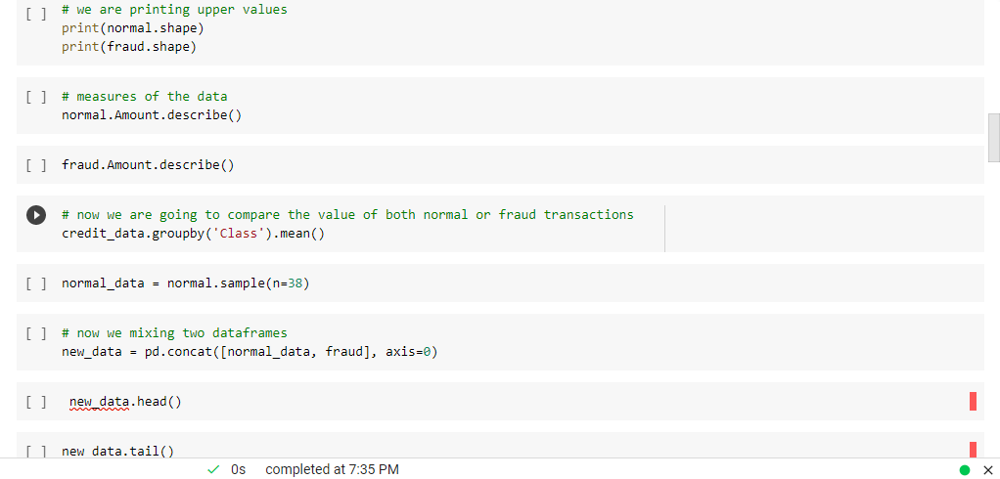 [ ] # we are printing upper values
print(normal.shape)
print(fraud.shape)
[ ] # measures of the data
normal.Amount.describe()
[ ] fraud.Amount.describe()
# now we are going to compare the value of both normal or fraud transactions
credit_data.groupby('Class').mean()
[ ] normal_data = normal.sample(n=38)
[ ] # now we mixing two dataframes
new_data = pd.concat([normal_data, fraud], axis=0)
[ ] new_data.head()
[ ] new_data.tail()
0s completed at 7:35 PM